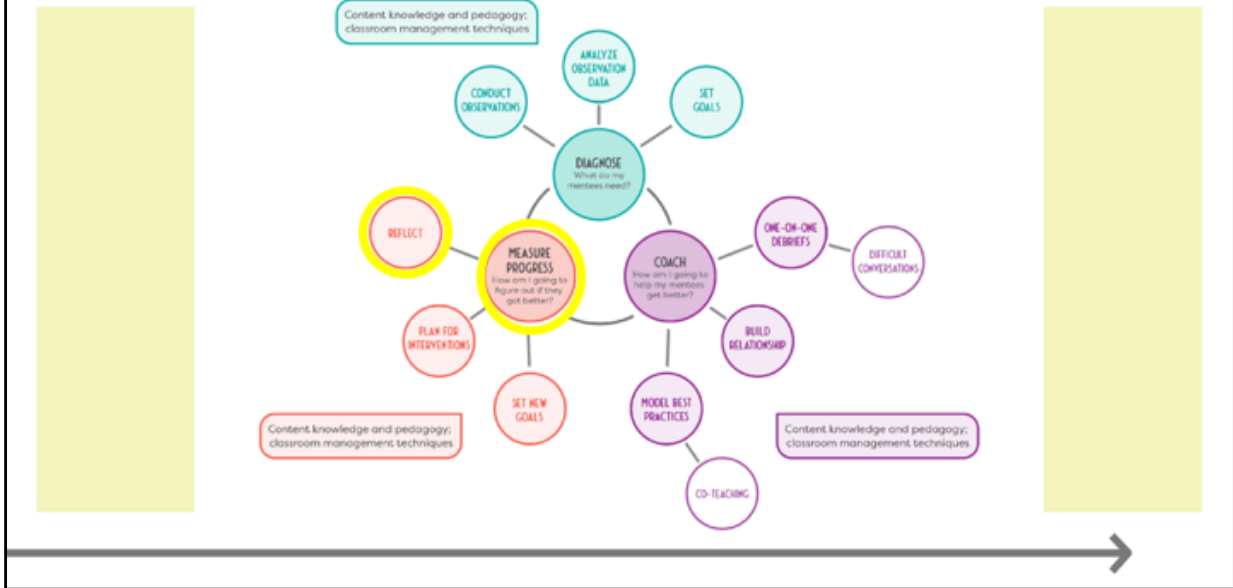 Content knowledge and pedagogy;
classroom management techniques
ANALYZE
OBSERVATION
DATA
CONDUCT
OBSERVATIONS
SET
GOALS
DIAGNOSE
What do my
mentees need?
REFLECT
MEASURE
PROGRESS
How am I going to
figure out if they
got better?
COACH
How am I going to
help my mentees
get better?
ONE-ON-ONE
DEBRIEFS
DIFFICULT
CONVERSATIONS
PLAN FOR
INTERVENTIONS
BUILD
RELATIONSHIP
SET NEW
GOALS
MODEL BEST
PRACTICES
Content knowledge and pedagogy;
classroom management techniques
Content knowledge and pedagogy;
classroom management techniques
CO-TEACHING